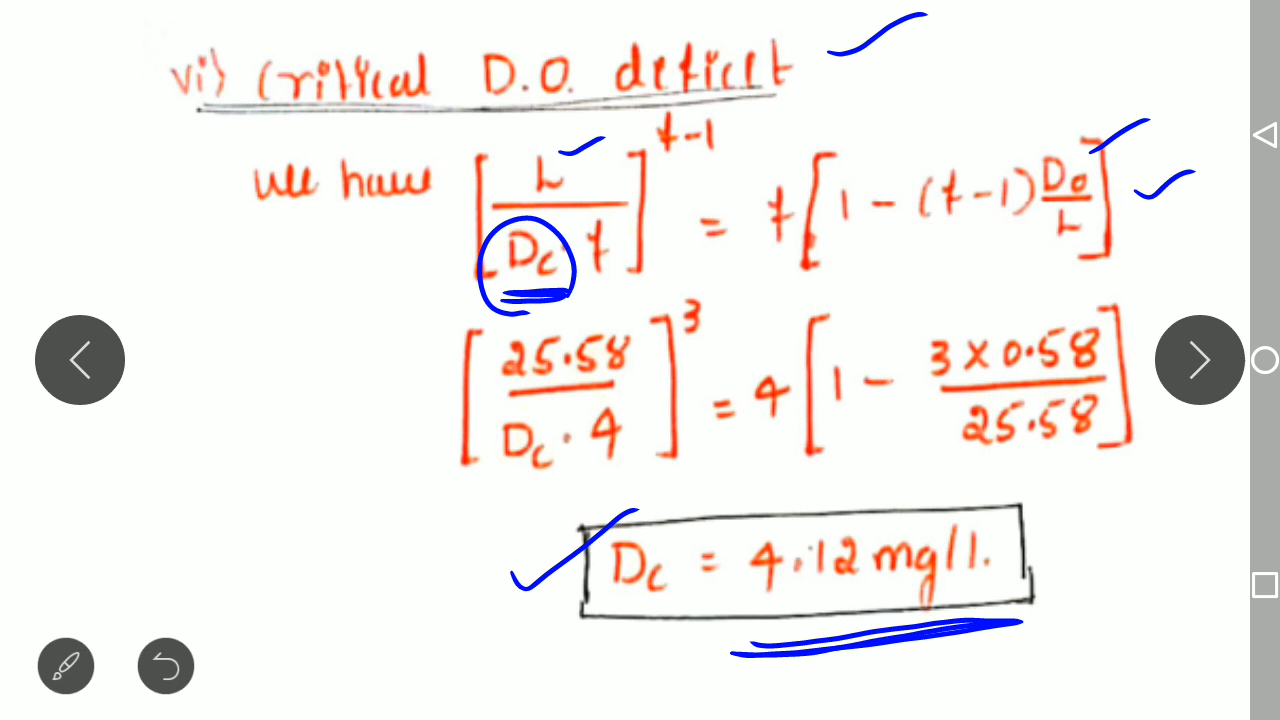 vi) Critical D.O. deficit
We have [L / Dc · f]^f-1 = f[1 - (f-1) Do / L]
[25.58 / Dc · 4]^3 = 4[1 - 3 x 0.58 / 25.58]
Dc = 4.12 mg/l.